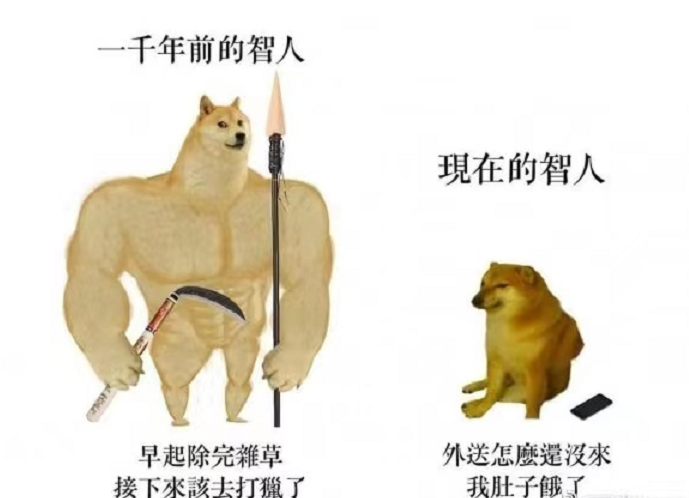 一千年前的智人
現在的智人
早起除完雜草
接下來該去打獵了
外送怎麼還沒來
我肚子餓了